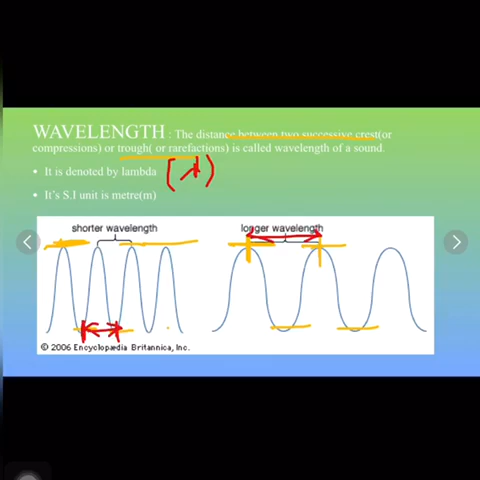 WAVELENGTH : The distance between two successive crest(or
compressions) or trough( or rarefactions) is called wavelength of a sound.
• It is denoted by lambda (λ)
• It's S.I unit is metre(m)
shorter wavelength longer wavelength
© 2006 Encyclopædia Britannica, Inc.